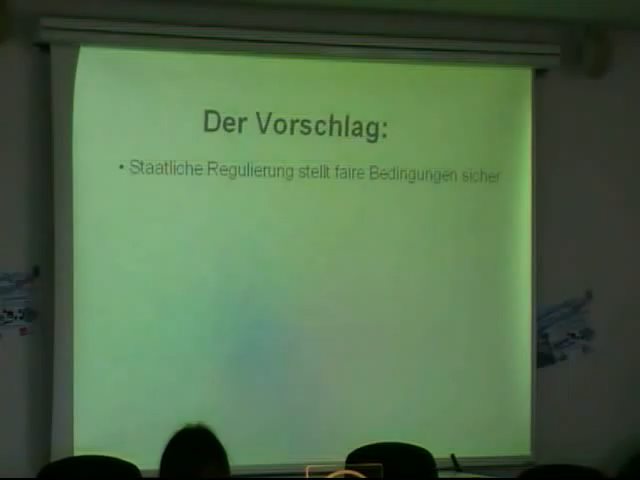 Der Vorschlag:
• Staatliche Regulierung stellt faire Bedingungen sicher